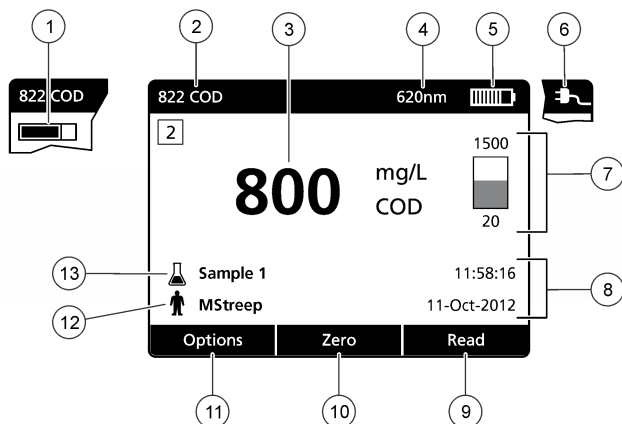 1
2
3
4
5
6
822 COD
822 COD
620nm
2
800
mg/L
COD
1500
20
7
13
Sample 1
11:58:16
8
12
MStreep
11-Oct-2012
Options
Zero
Read
11
10
9